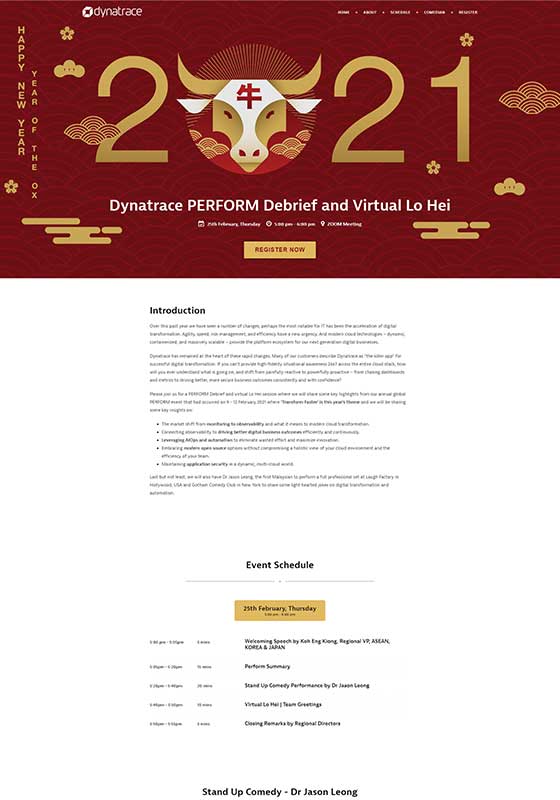 dynatrace
HOME • ABOUT • SCHEDULE • COMEDIAN • REGISTER
HAPPY NEW YEAR
YEAR OF THE OX
2021
牛
Dynatrace PERFORM Debrief and Virtual Lo Hei
25th February, Thursday 5:00 pm - 6:00 pm ZOOM Meeting
REGISTER NOW
Introduction
Over this past year we have seen a number of changes; perhaps the most notable for IT has been the acceleration of digital
transformation. Agility, speed, risk management, and efficiency have a new urgency. And modern cloud technologies – dynamic,
containerized, and massively scalable – provide the platform ecosystem for our next generation digital businesses.
Dynatrace has remained at the heart of these rapid changes. Many of our customers describe Dynatrace as "the killer-app" for
successful digital transformation. If you can't provide high-fidelity situational awareness 24x7 across the entire cloud stack, how
will you ever understand what is going on, and shift from painfully reactive to powerfully proactive – from chasing dashboards
and metrics to driving better, more secure business outcomes consistently and with confidence?
Please join us for a PERFORM Debrief and Virtual Lo Hei session where we will share some key highlights from our annual global
PERFORM event that had occurred on 9 - 12 February 2021 where "Transform Faster" is this year's theme and we will be sharing
some key insights on:
• The market shift from monitoring to observability and what it means to modern cloud transformation.
• Connecting observability to driving better digital business outcomes efficiently and continuously.
• Leveraging AIOps and automation to eliminate wasted effort and maximize innovation.
• Embracing modern open source options without compromising a holistic view of your cloud environment and the
efficiency of your team.
• Maintaining application security in a dynamic, multi-cloud world.
Last but not least, we will also have Dr Jason Leong, the first Malaysian to perform a full professional set at Laugh Factory in
Hollywood, USA and Gotham Comedy Club in New York to share some light hearted jokes on digital transformation and
automation.
Event Schedule
25th February, Thursday
5:00 pm - 6:00 pm
5:00 pm - 5:05pm 5 mins Welcoming Speech by Koh Eng Kiong, Regional VP, ASEAN,
KOREA & JAPAN
5:05pm - 5:20pm 15 mins Perform Summary
5:20pm - 5:40pm 20 mins Stand Up Comedy Performance by Dr Jason Leong
5:40pm - 5:50pm 10 mins Virtual Lo Hei | Team Greetings
5:50pm - 5:55pm 5 mins Closing Remarks by Regional Directors
Stand Up Comedy - Dr Jason Leong